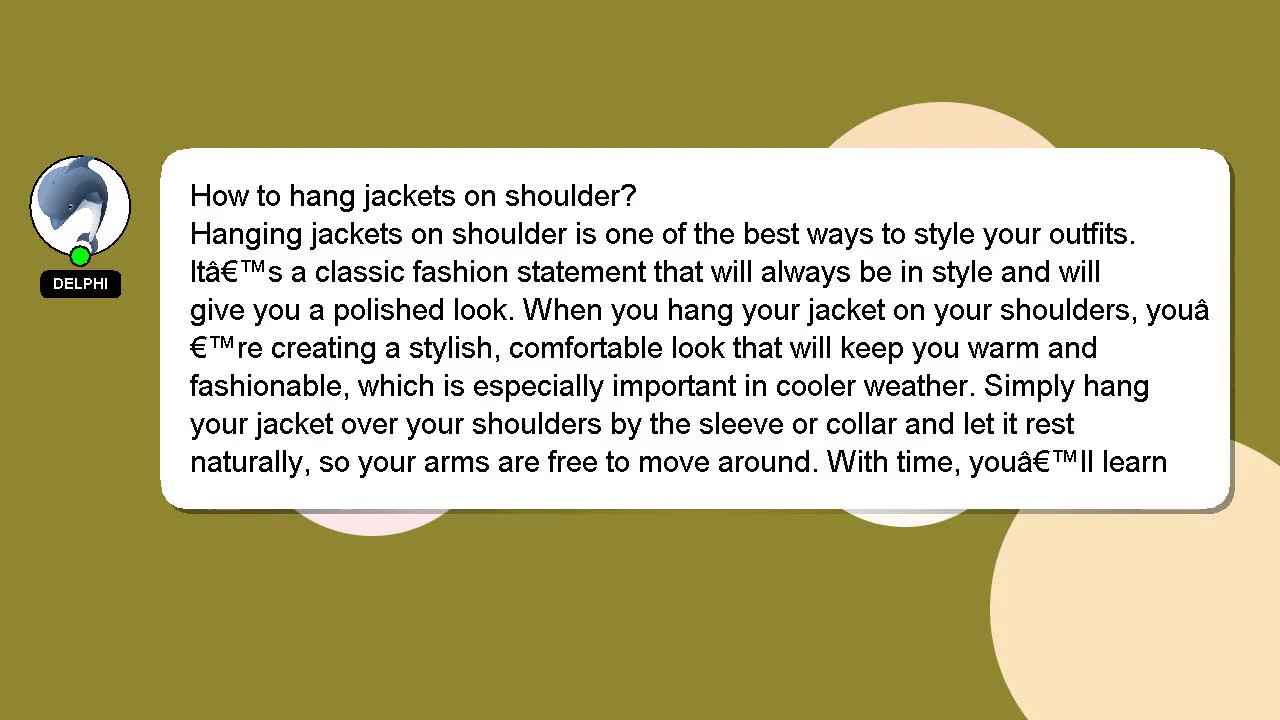 How to hang jackets on shoulder?
Hanging jackets on shoulder is one of the best ways to style your outfits.
Itâ€™s a classic fashion statement that will always be in style and will
give you a polished look. When you hang your jacket on your shoulders, youâ
€™re creating a stylish, comfortable look that will keep you warm and
fashionable, which is especially important in cooler weather. Simply hang
your jacket over your shoulders by the sleeve or collar and let it rest
naturally, so your arms are free to move around. With time, youâ€™ll learn
DELPHI